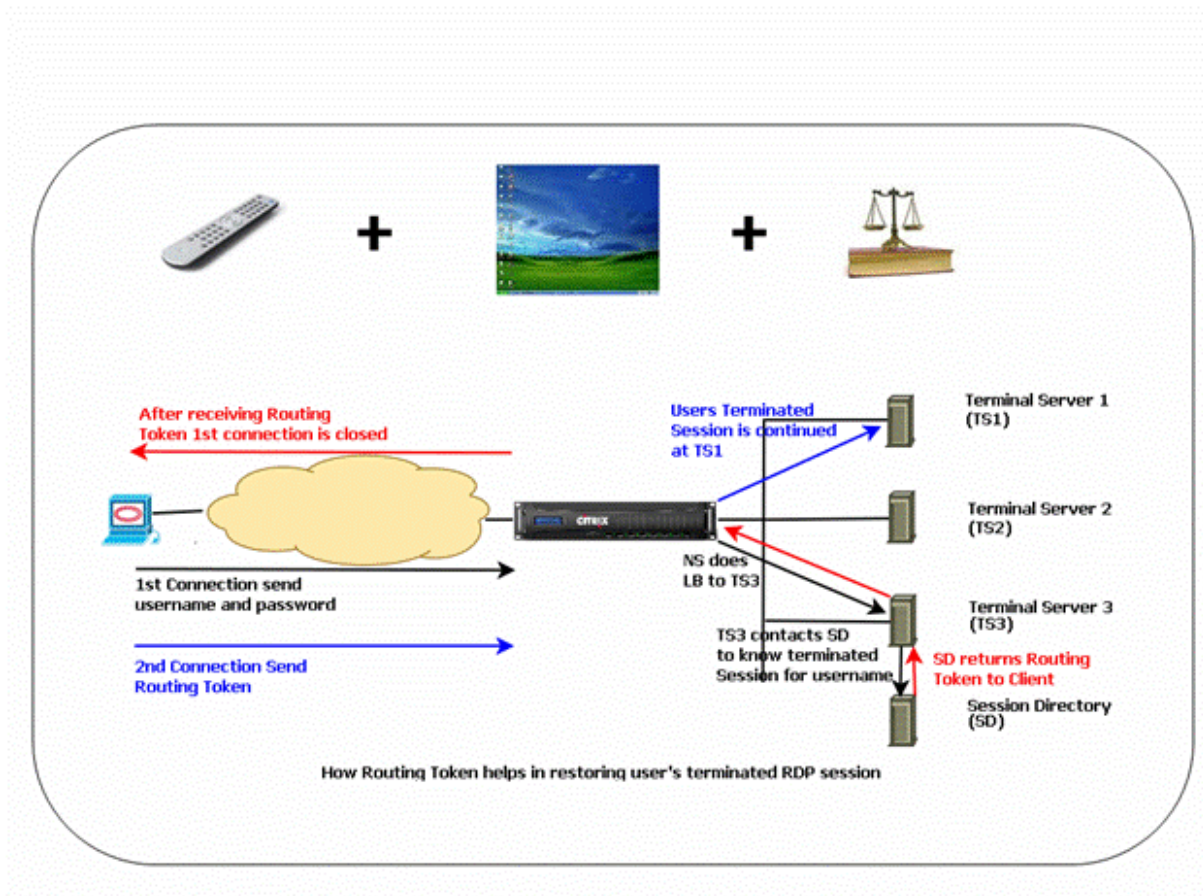 After receiving Routing
Token 1st connection is closed
Users Terminated
Session is continued
at TS1
Terminal Server 1
(TS1)
CITRIX
Terminal Server 2
(TS2)
NS does
LB to TS3
1st Connection send
username and password
Terminal Server 3
(TS3)
TS3 contacts SD
to know terminated
Session for username
2nd Connection Send
Routing Token
SD returns Routing
Token to Client
Session Directory
(SD)
How Routing Token helps in restoring user's terminated RDP session